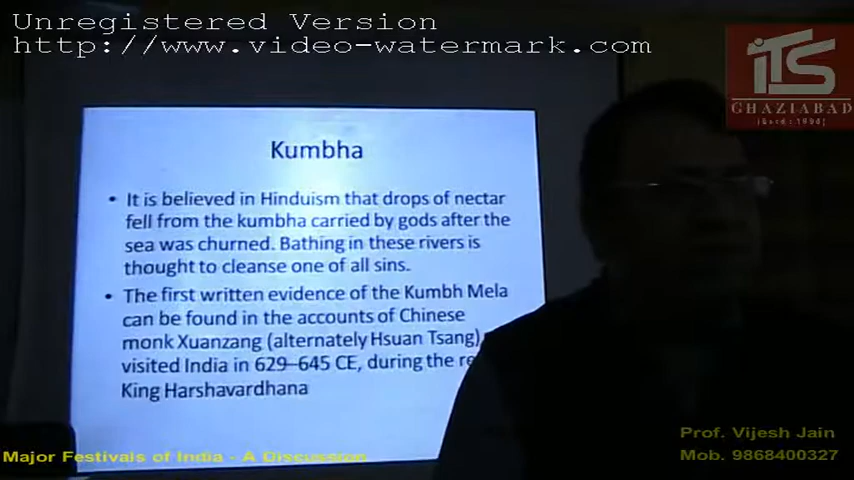 Unregistered Version
http://www.video-watermark.com
iTS
GHAZIABAD
(Estd.: 1995)
Kumbha
• It is believed in Hinduism that drops of nectar
fell from the kumbha carried by gods after the
sea was churned. Bathing in these rivers is
thought to cleanse one of all sins.
• The first written evidence of the Kumbh Mela
can be found in the accounts of Chinese
monk Xuanzang (alternately Hsuan Tsang)
visited India in 629–645 CE, during the
King Harshavardhana
Prof. Vijesh Jain
Major Festivals of India - A Discussion
Mob. 9868400327